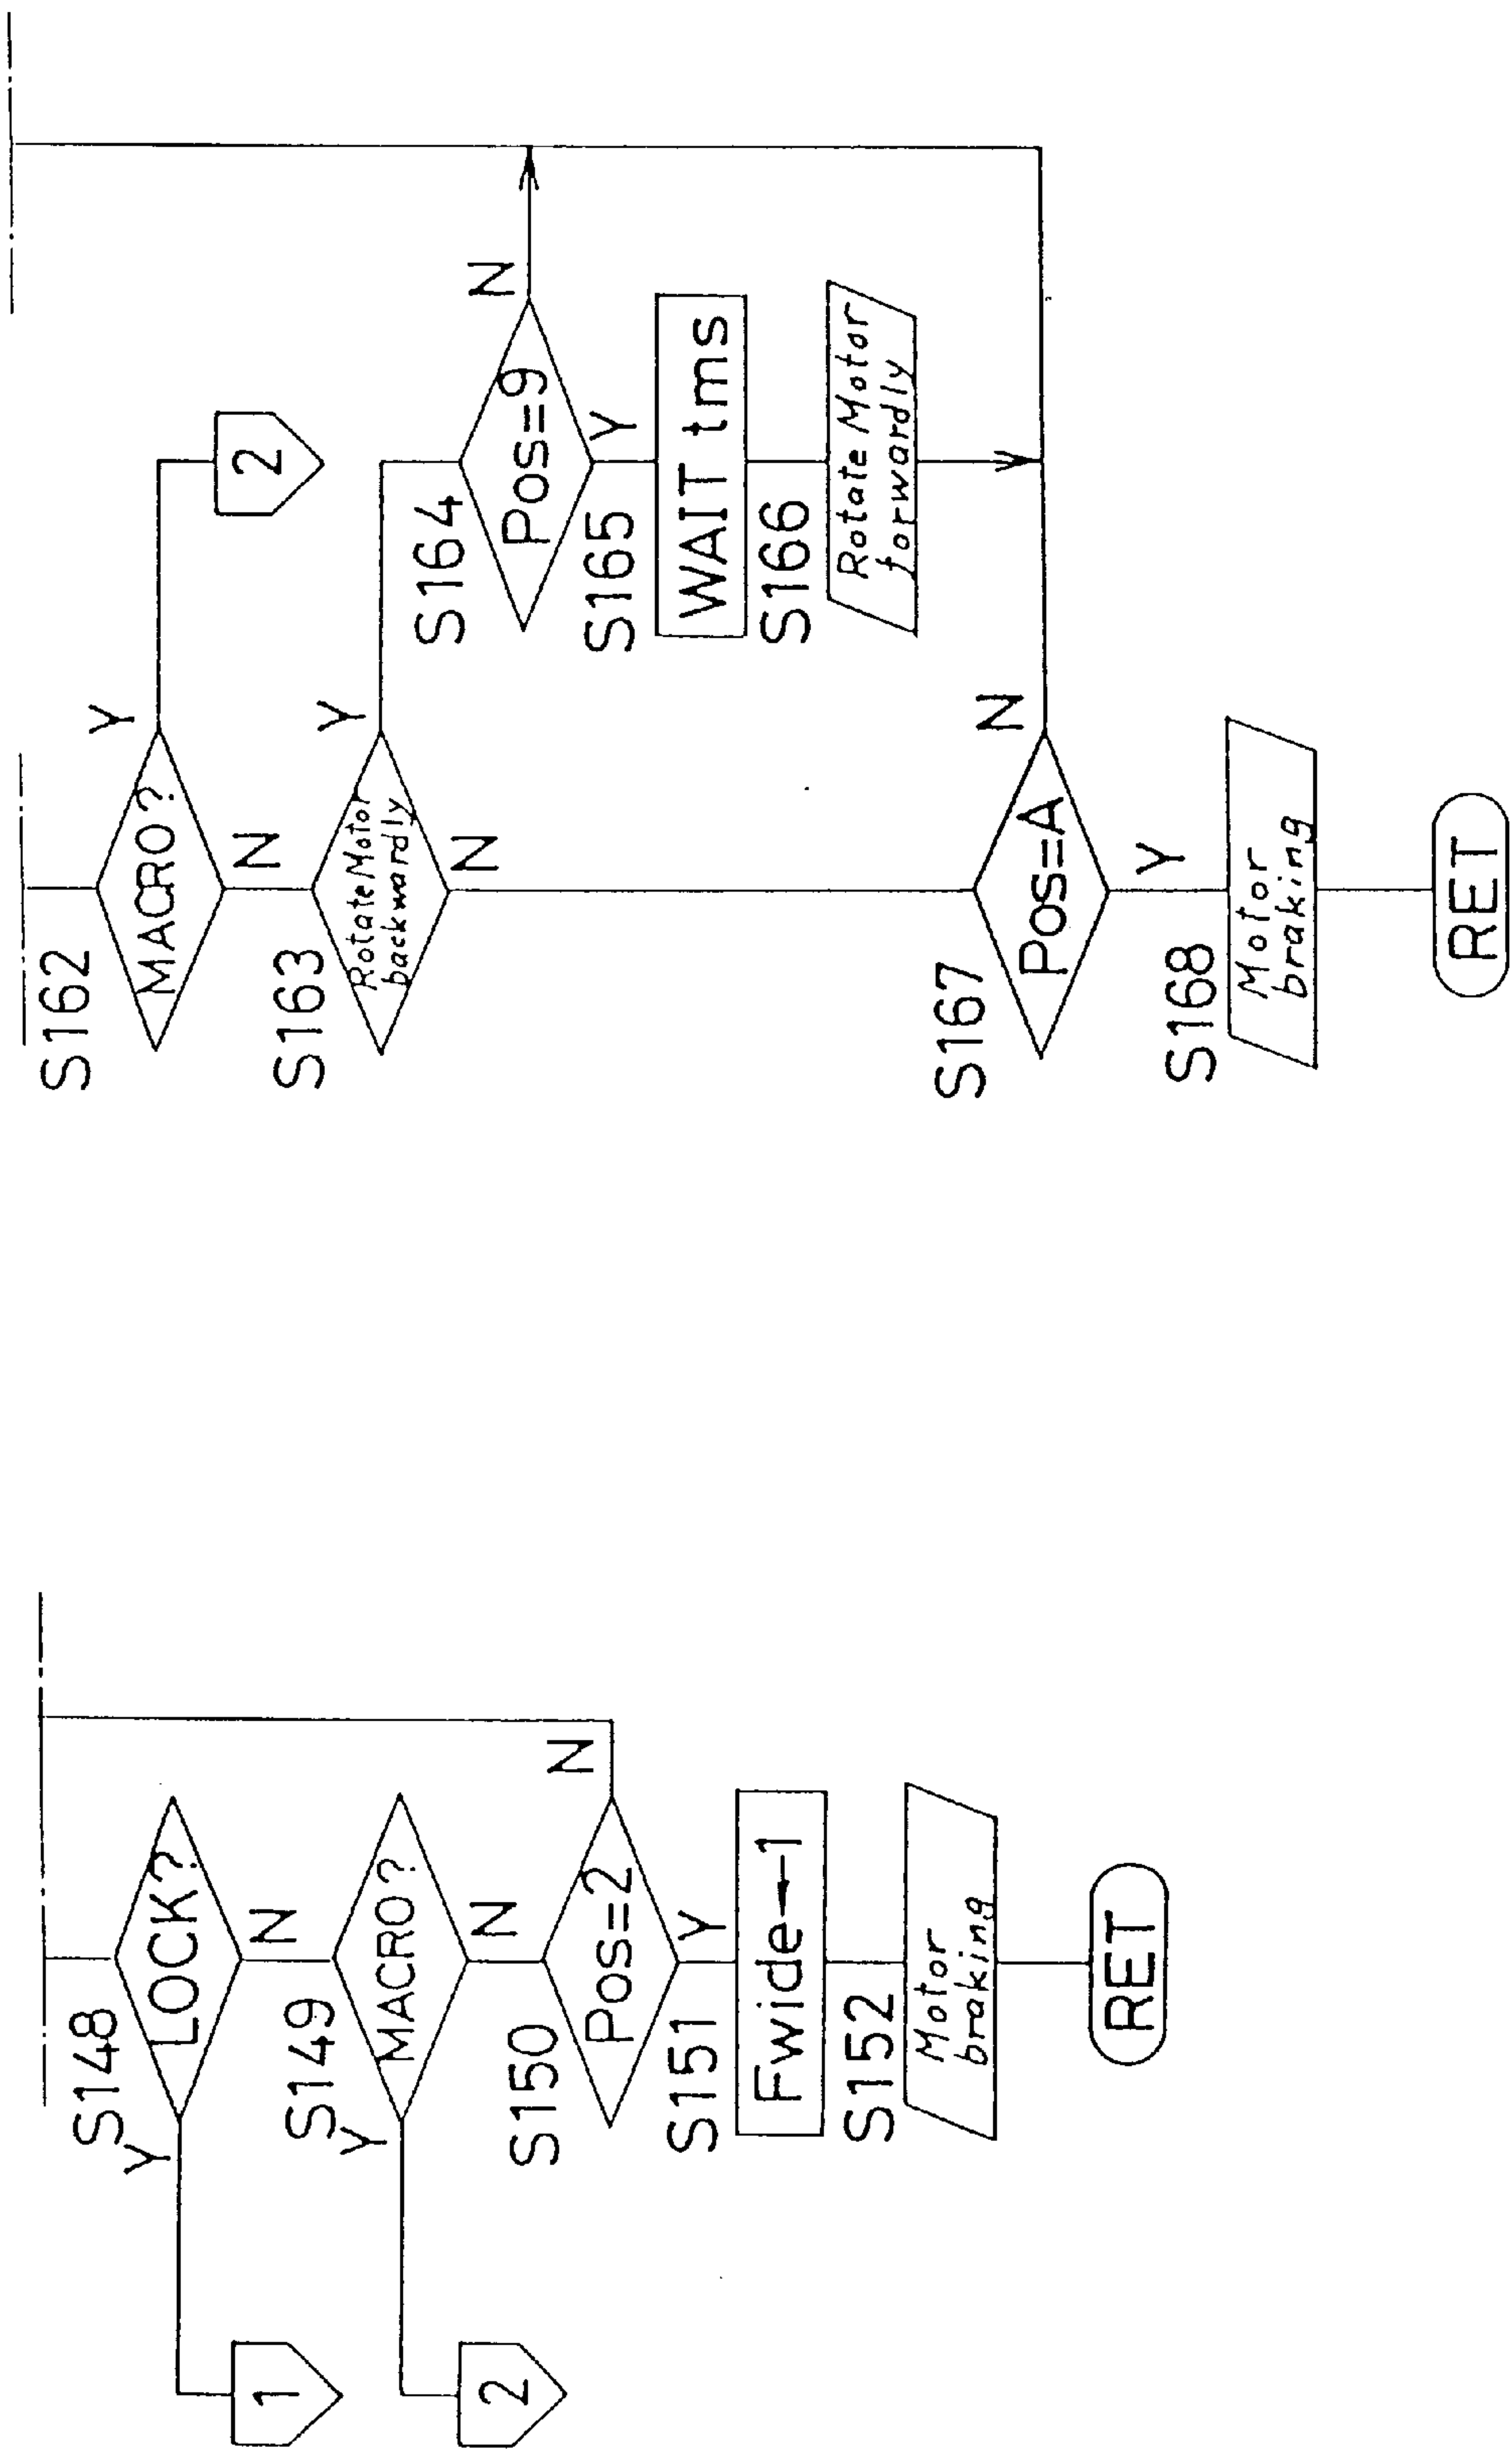 S148
LOCK?
Y
N
1
S149
MACRO?
Y
N
2
S150
Pos=2
N
Y
S151
Fwide←1
S152
Motor
braking
RET
S162
MACRO?
Y
N
2
S163
Rotate Motor
backwardly
Y
N
S164
Pos=9
N
Y
S165
WAIT tms
S166
Rotate Motor
forwardly
S167
Pos=A
N
Y
S168
Motor
braking
RET